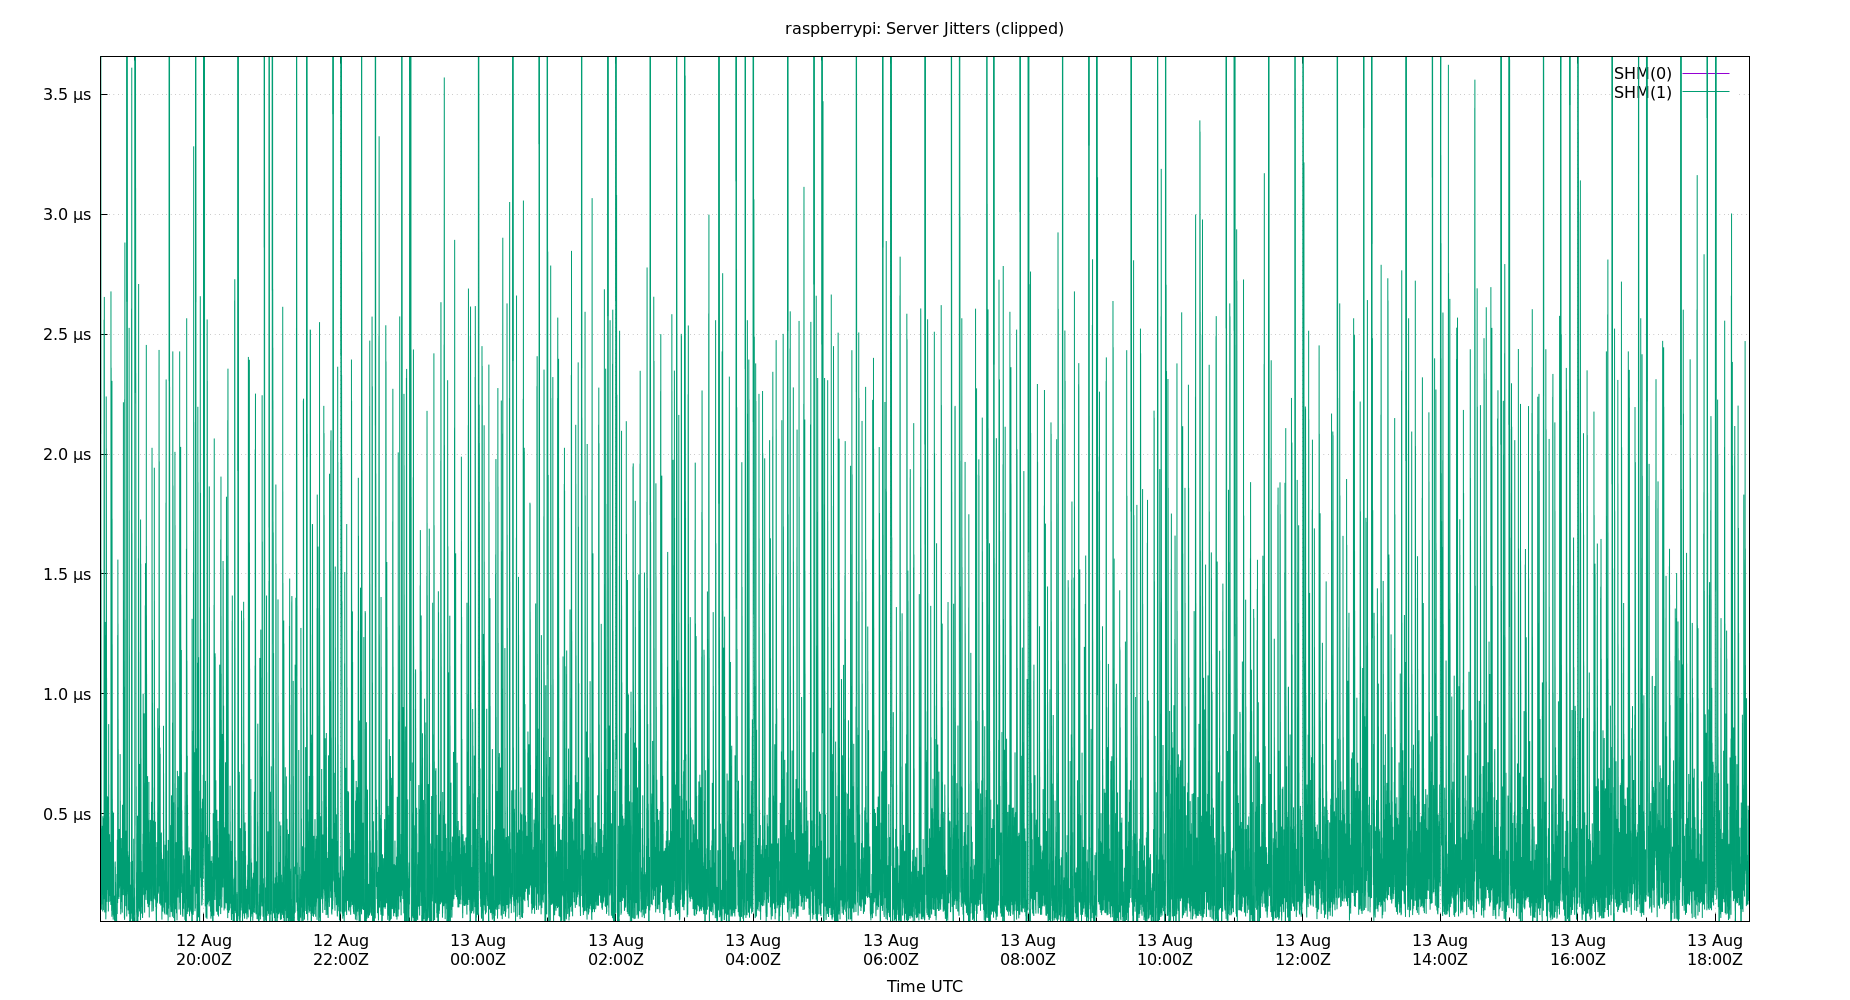 raspberrypi: Server Jitters (clipped)
SHM(0)
SHM(1)
3.5 µs
3.0 µs
2.5 µs
2.0 µs
1.5 µs
1.0 µs
0.5 µs
12 Aug 12 Aug 13 Aug 13 Aug 13 Aug 13 Aug 13 Aug 13 Aug 13 Aug 13 Aug 13 Aug 13 Aug
20:00Z 22:00Z 00:00Z 02:00Z 04:00Z 06:00Z 08:00Z 10:00Z 12:00Z 14:00Z 16:00Z 18:00Z
Time UTC